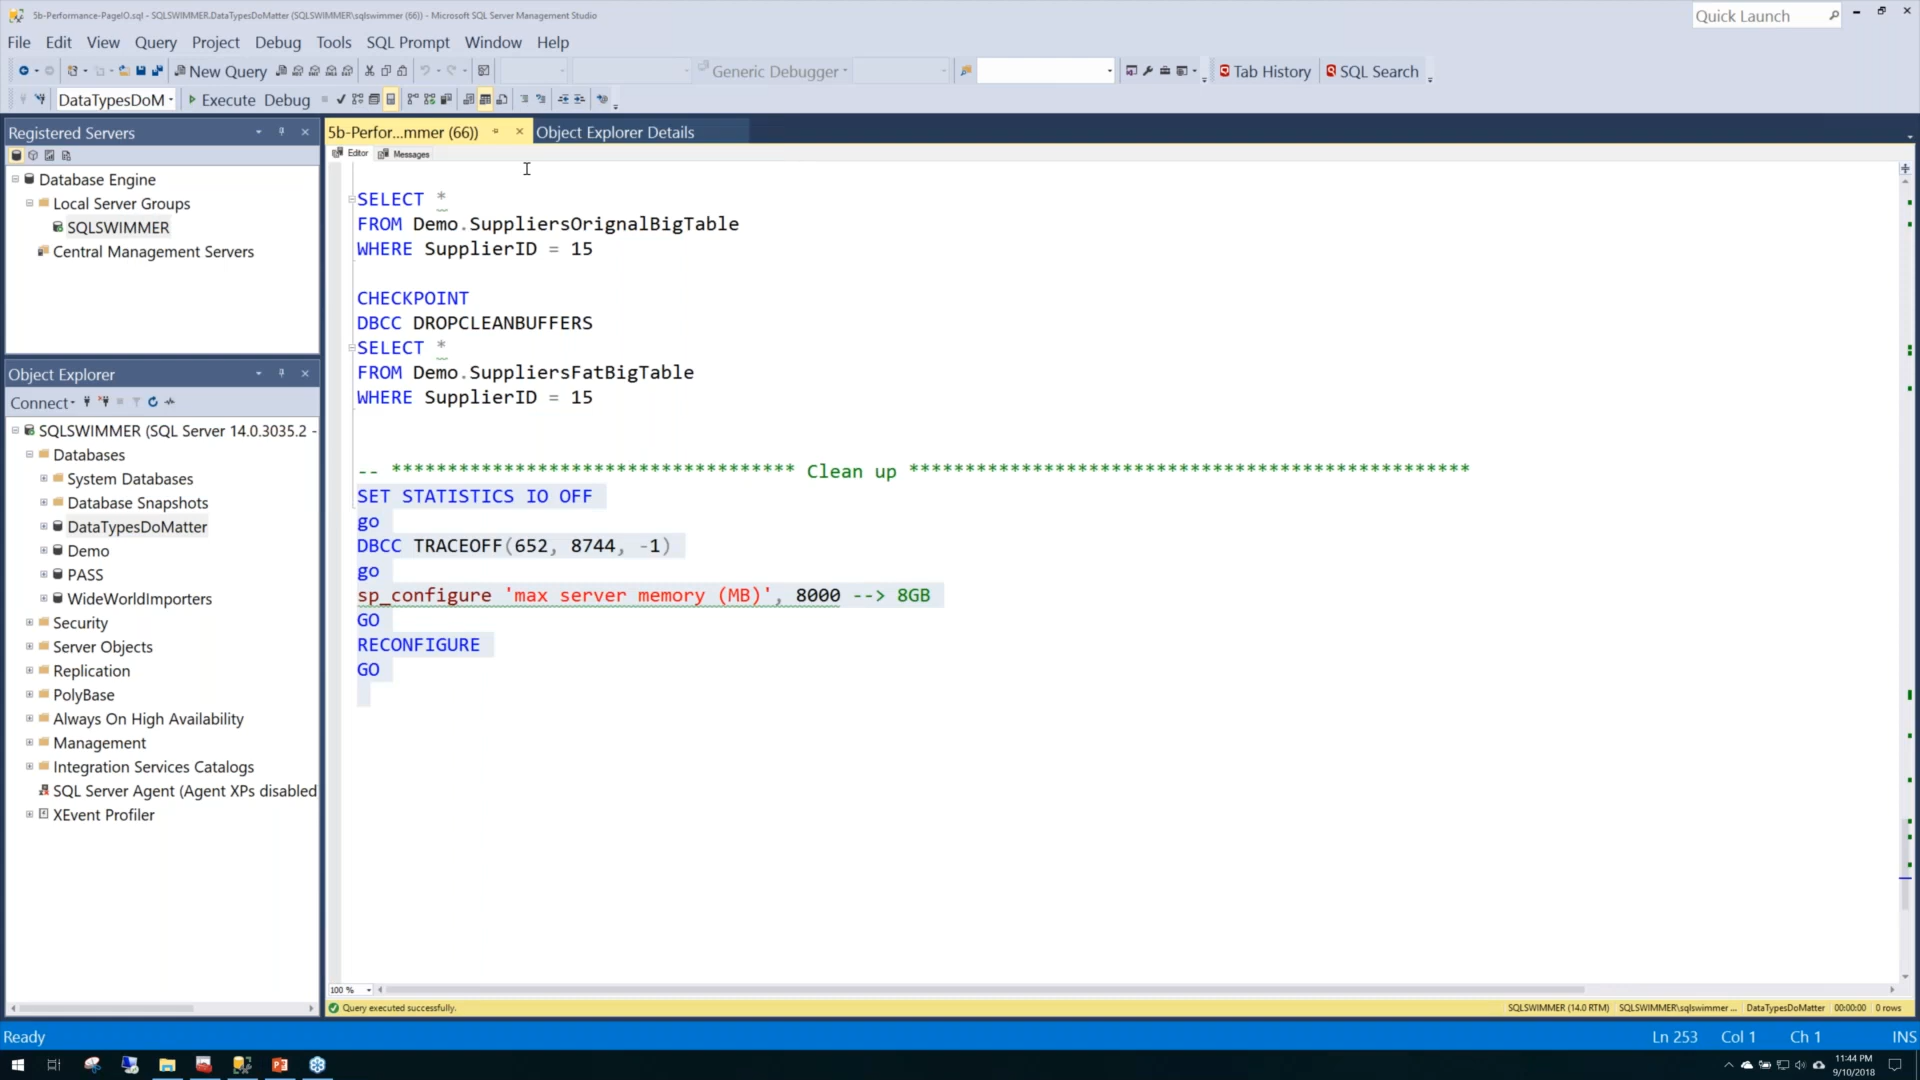 5b-Performance-PageIO.sql - SQLSWIMMER.DataTypesDoMatter (SQLSWIMMER\sqlswimmer (66)) - Microsoft SQL Server Management Studio
Quick Launch
File Edit View Query Project Debug Tools SQL Prompt Window Help
New Query
Generic Debugger
Tab History
SQL Search
DataTypesDoM
Execute Debug
Registered Servers
Database Engine
Local Server Groups
SQLSWIMMER
Central Management Servers
Object Explorer
Connect
SQLSWIMMER (SQL Server 14.0.3035.2 -
Databases
System Databases
Database Snapshots
DataTypesDoMatter
Demo
PASS
WideWorldImporters
Security
Server Objects
Replication
PolyBase
Always On High Availability
Management
Integration Services Catalogs
SQL Server Agent (Agent XPs disabled
XEvent Profiler
5b-Perfor...mmer (66))
Object Explorer Details
Editor
Messages
SELECT *
FROM Demo.SuppliersOrignalBigTable
WHERE SupplierID = 15
CHECKPOINT
DBCC DROPCLEANBUFFERS
SELECT *
FROM Demo.SuppliersFatBigTable
WHERE SupplierID = 15
-- ************************************ Clean up **************************************************
SET STATISTICS IO OFF
go
DBCC TRACEOFF(652, 8744, -1)
go
sp_configure 'max server memory (MB)', 8000 --> 8GB
GO
RECONFIGURE
GO
100 %
Query executed successfully.
SQLSWIMMER (14.0 RTM)
SQLSWIMMER\sqlswimmer ...
DataTypesDoMatter
00:00:00
0 rows
Ready
Ln 253
Col 1
Ch 1
INS
11:44 PM
9/10/2018